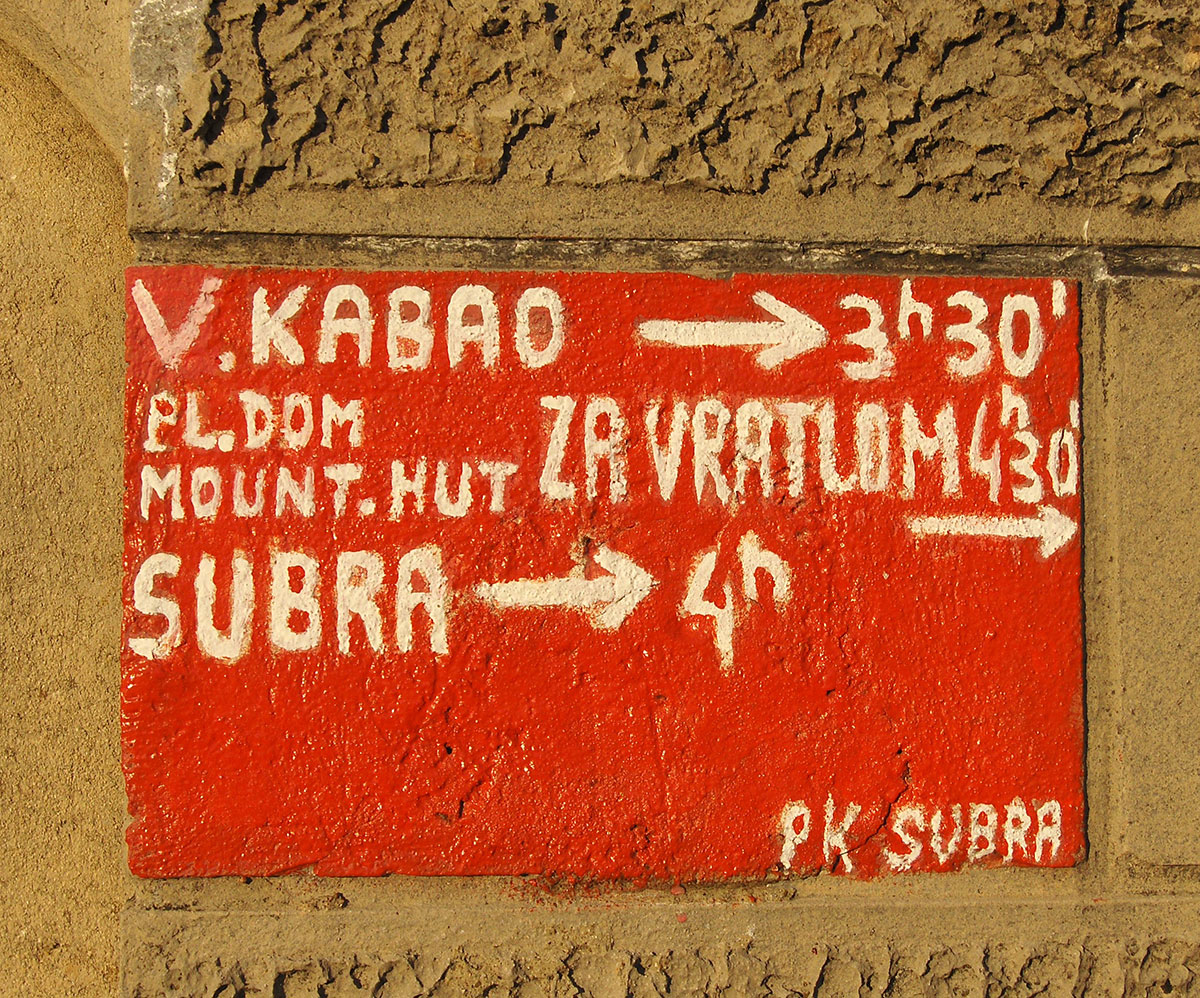 V.KABAO → 3h30'
PL.DOM
MOUNT.HUT ZA VRATLOM 4h30'
→
SUBRA → 4h
PK SUBRA